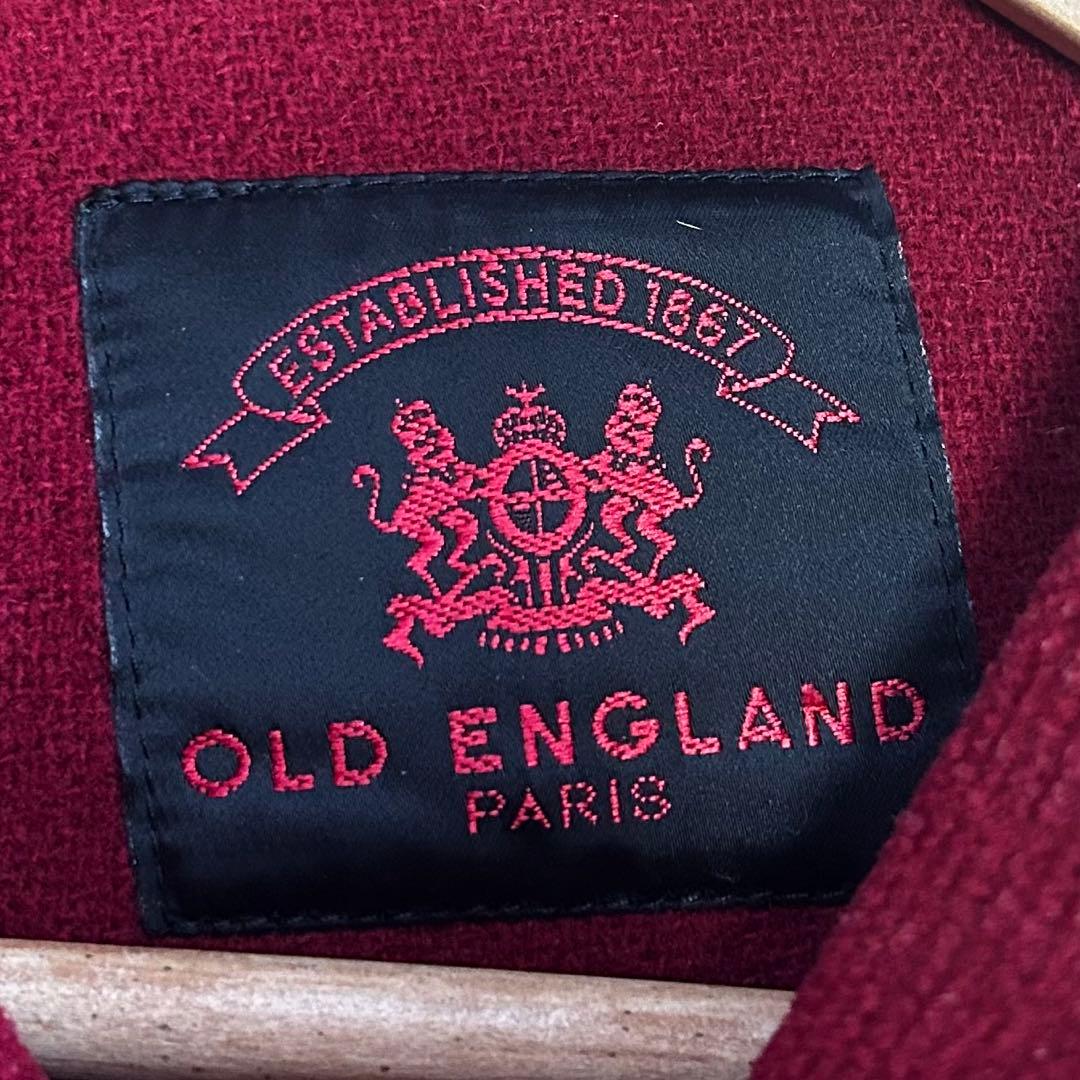 ESTABLISHED 1867
OLD ENGLAND
PARIS